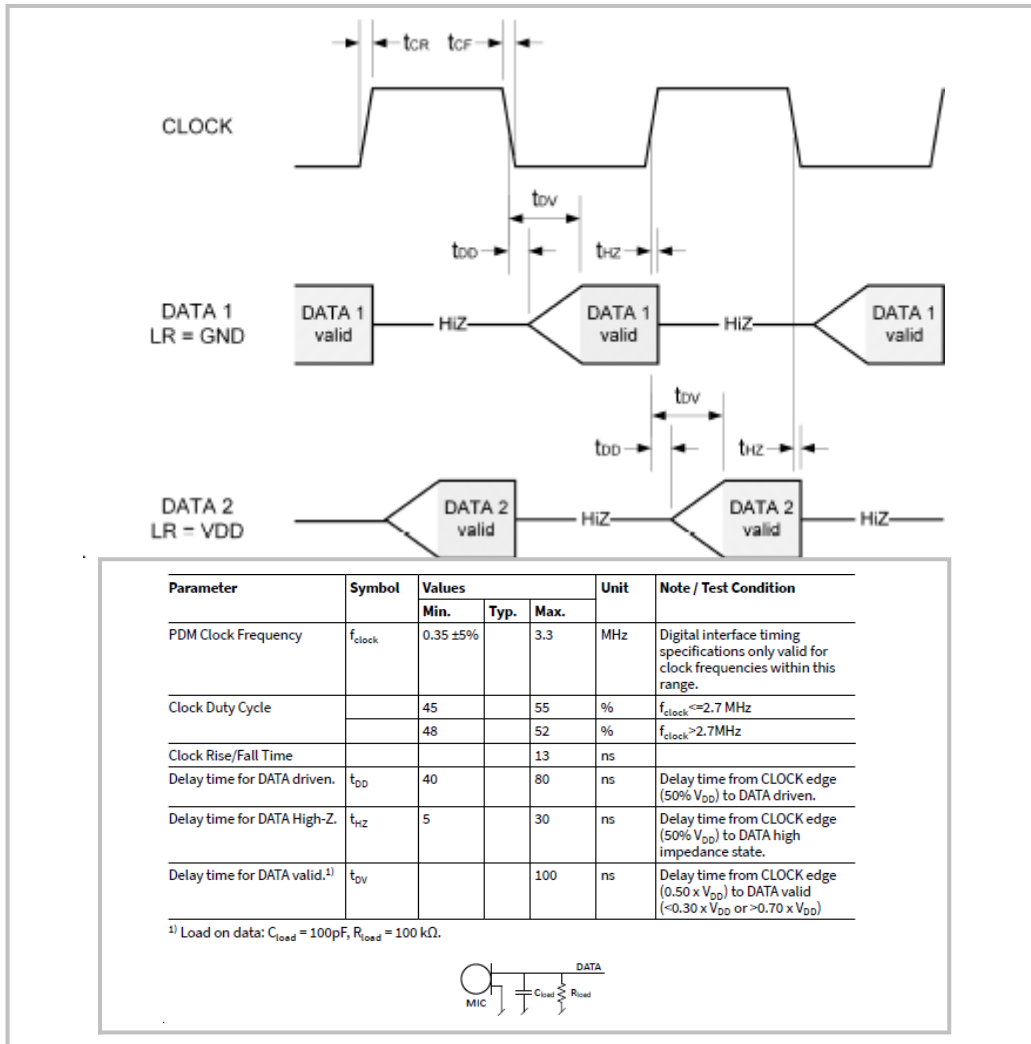 tCR tCF
CLOCK
tDV
tDD tHZ
DATA 1
LR = GND
DATA 1
valid
HiZ
DATA 1
valid
HiZ
DATA 1
valid
tDV
tDD tHZ
DATA 2
LR = VDD
DATA 2
valid
HiZ
DATA 2
valid
HiZ
Parameter Symbol Values Unit Note / Test Condition
Min. Typ. Max.
PDM Clock Frequency fclock 0.35 ±5% 3.3 MHz Digital interface timing
specifications only valid for
clock frequencies within this
range.
Clock Duty Cycle 45 55 % fclock<=2.7 MHz
48 52 % fclock>2.7MHz
Clock Rise/Fall Time 13 ns
Delay time for DATA driven. tDD 40 80 ns Delay time from CLOCK edge
(50% VDD) to DATA driven.
Delay time for DATA High-Z. tHZ 5 30 ns Delay time from CLOCK edge
(50% VDD) to DATA high
impedance state.
Delay time for DATA valid.1) tDV 100 ns Delay time from CLOCK edge
(0.50 x VDD) to DATA valid
(<0.30 x VDD or >0.70 x VDD)
1) Load on data: Cload = 100pF, Rload = 100 kΩ.
DATA
Cload Rload
MIC